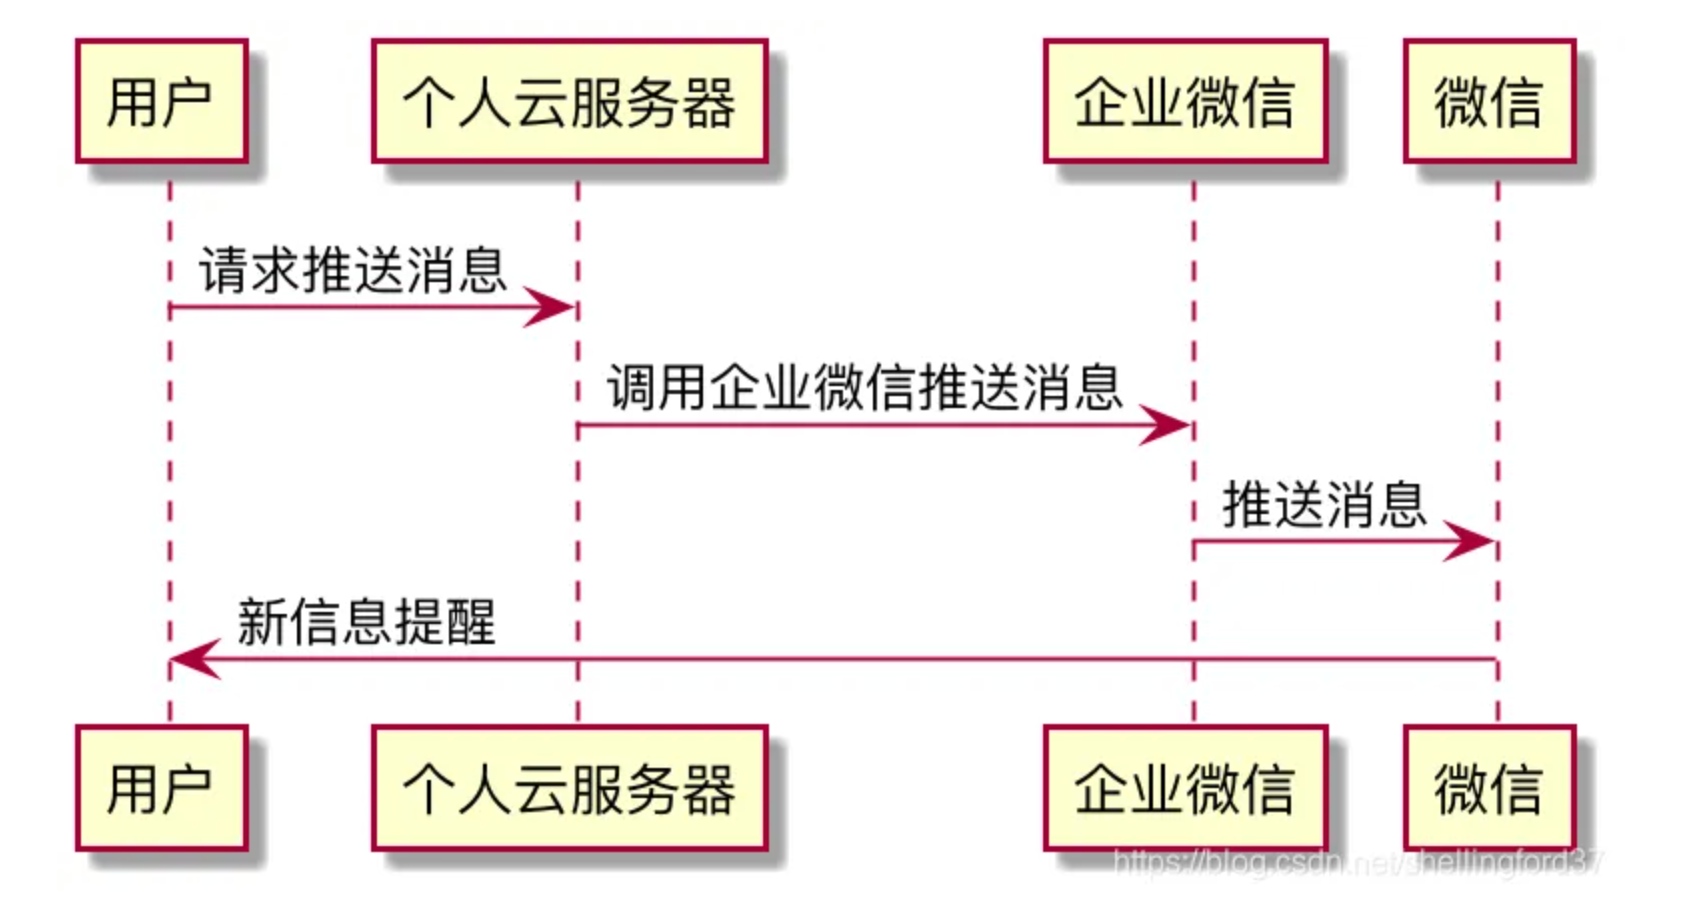 用户 个人云服务器 企业微信 微信
请求推送消息
调用企业微信推送消息
推送消息
新信息提醒
用户 个人云服务器 企业微信 微信
https://blog.csdn.net/shellingford37